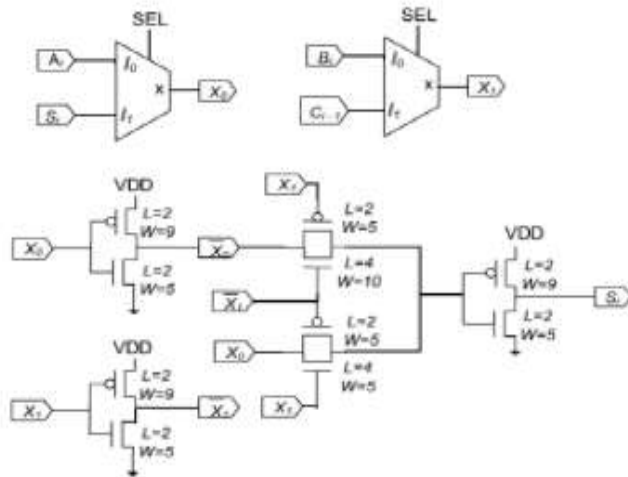 SEL
SEL
Aᵢ
I₀
X
X₀
Bᵢ
I₀
X
X₁
Sᵢ
I₁
Cᵢ₋₁
I₁
VDD
X₁
L=2
W=9
L=2
W=5
VDD
X₀
X̅₀
L=2
W=9
L=2
W=5
L=4
W=10
Sᵢ
X̅₁
L=2
W=5
L=2
W=5
VDD
X₀
L=2
W=9
L=4
W=5
X₁
X̅₁
X₁
L=2
W=5